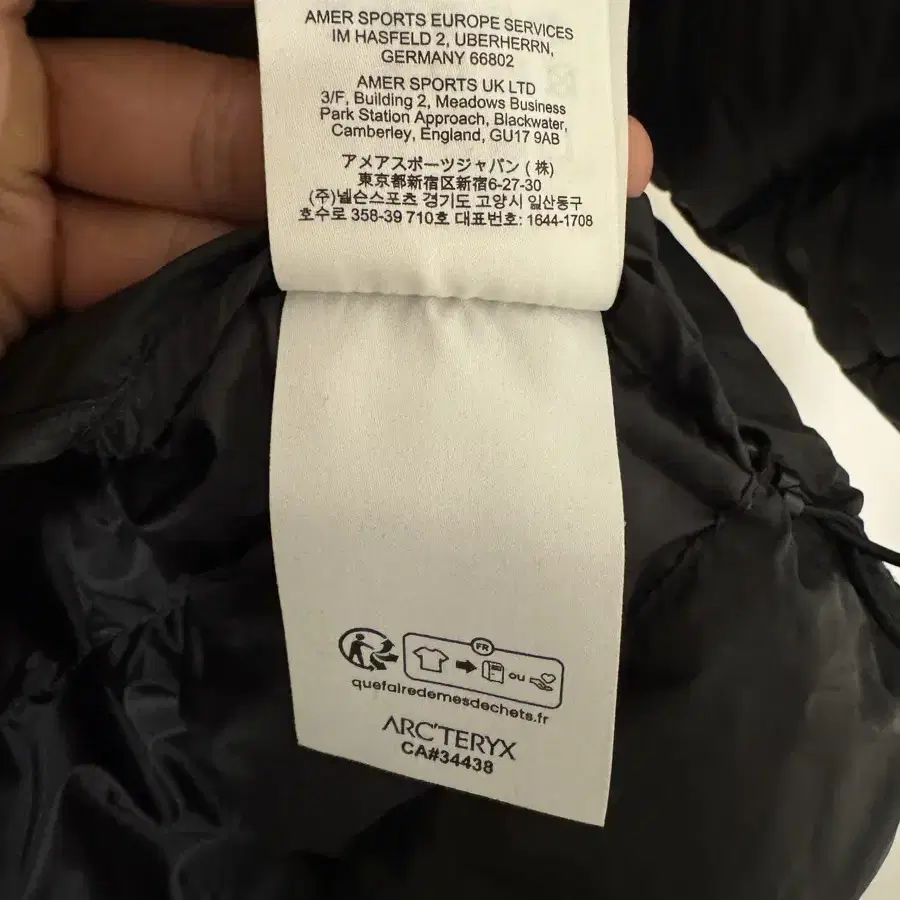 AMER SPORTS EUROPE SERVICES
IM HASFELD 2, UBERHERRN,
GERMANY 66802
AMER SPORTS UK LTD
3/F, Building 2, Meadows Business
Park Station Approach, Blackwater,
Camberley, England, GU17 9AB
アメアスポーツジャパン (株)
東京都新宿区新宿6-27-30
(주)넬슨스포츠 경기도 고양시 일산동구
호수로 358-39 710호 대표번호: 1644-1708
FR
ou
quefairedemesdechets.fr
ARC'TERYX
CA#34438